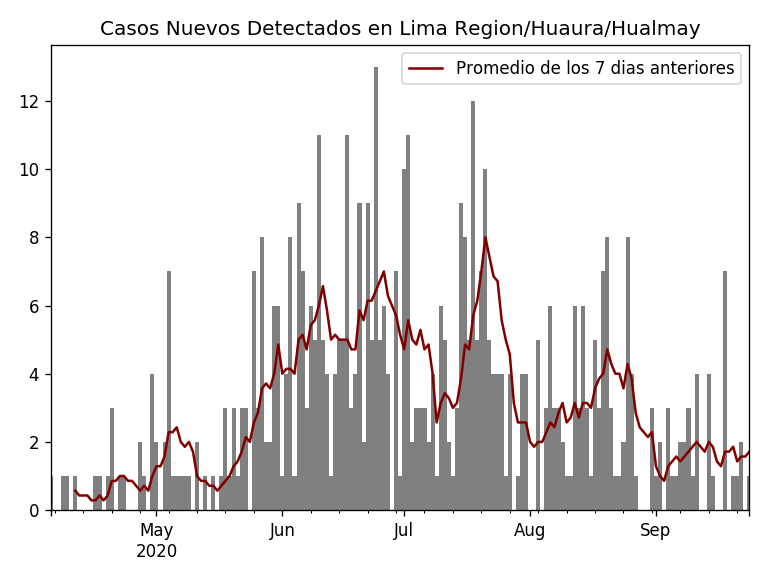 Casos Nuevos Detectados en Lima Region/Huaura/Hualmay
Promedio de los 7 dias anteriores
12
10
8
6
4
2
0
May Jun Jul Aug Sep
2020